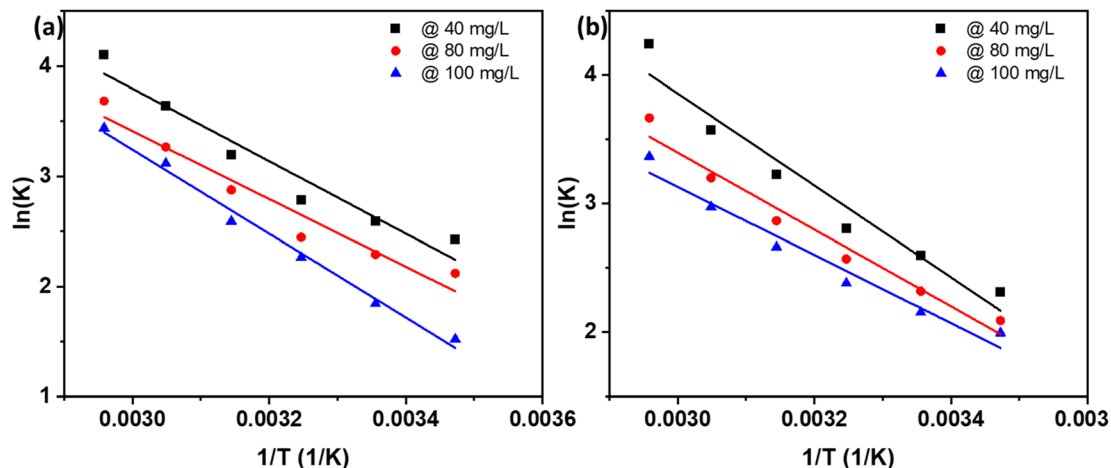 (a)
@ 40 mg/L
@ 80 mg/L
@ 100 mg/L
4
3
2
1
ln(K)
0.0030
0.0032
0.0034
0.0036
1/T (1/K)
(b)
@ 40 mg/L
@ 80 mg/L
@ 100 mg/L
4
3
2
ln(K)
0.0030
0.0032
0.0034
0.003
1/T (1/K)